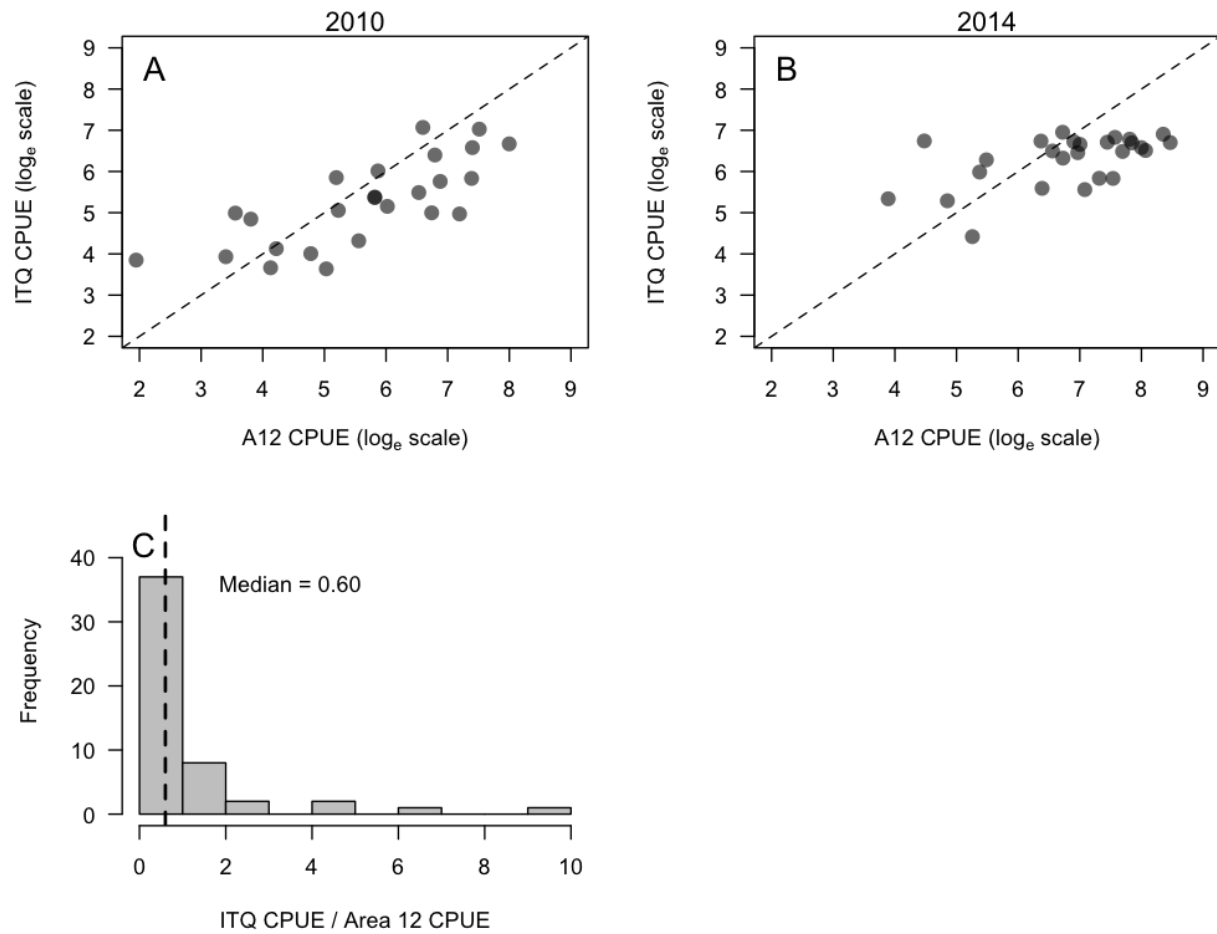 2010
A
9
8
7
6
5
4
3
2
ITQ CPUE (logₑ scale)
2 3 4 5 6 7 8 9
A12 CPUE (logₑ scale)
2014
B
9
8
7
6
5
4
3
2
ITQ CPUE (logₑ scale)
2 3 4 5 6 7 8 9
A12 CPUE (logₑ scale)
C
Median = 0.60
40
30
20
10
0
Frequency
0 2 4 6 8 10
ITQ CPUE / Area 12 CPUE